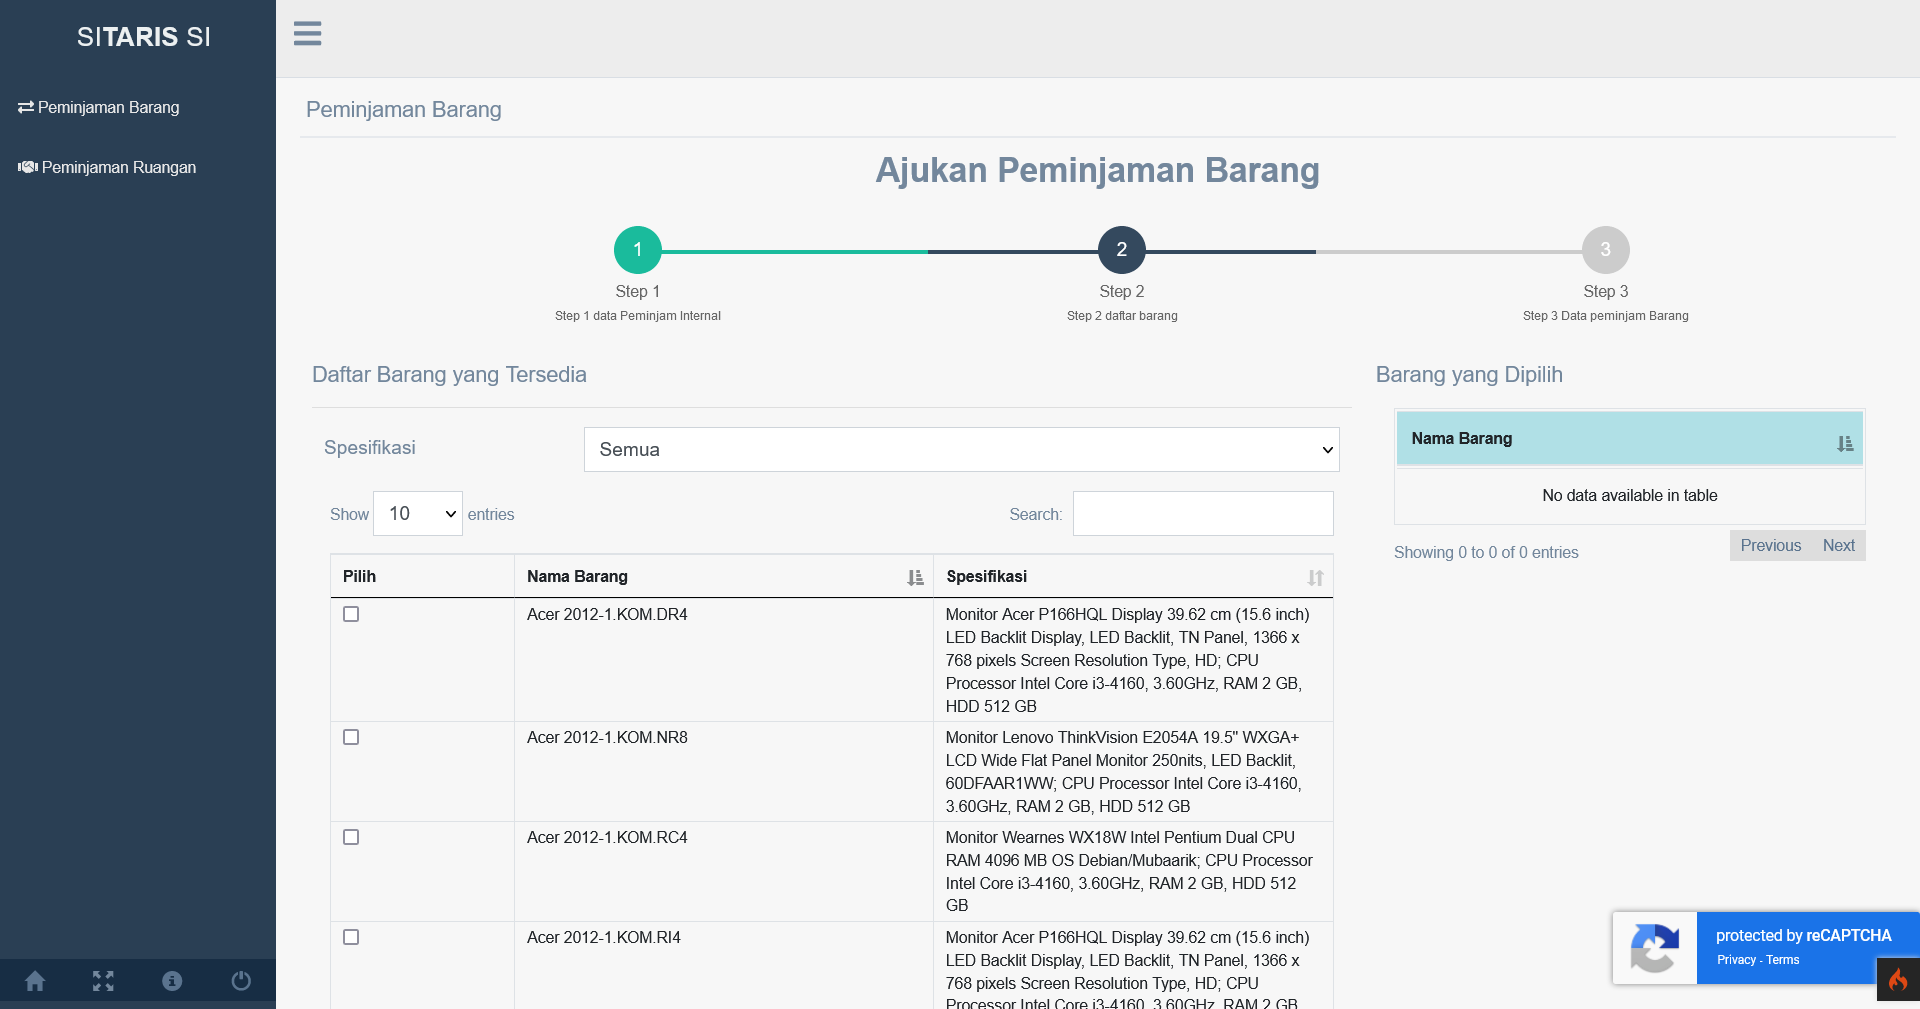 SITARIS SI
Peminjaman Barang
Peminjaman Ruangan
Peminjaman Barang
Ajukan Peminjaman Barang
1
Step 1
Step 1 data Peminjam Internal
2
Step 2
Step 2 daftar barang
3
Step 3
Step 3 Data peminjam Barang
Daftar Barang yang Tersedia
Spesifikasi Semua
Show 10 entries Search:
Pilih Nama Barang Spesifikasi
Acer 2012-1.KOM.DR4
Monitor Acer P166HQL Display 39.62 cm (15.6 inch)
LED Backlit Display, LED Backlit, TN Panel, 1366 x
768 pixels Screen Resolution Type, HD; CPU
Processor Intel Core i3-4160, 3.60GHz, RAM 2 GB,
HDD 512 GB
Acer 2012-1.KOM.NR8
Monitor Lenovo ThinkVision E2054A 19.5" WXGA+
LCD Wide Flat Panel Monitor 250nits, LED Backlit,
60DFAAR1WW; CPU Processor Intel Core i3-4160,
3.60GHz, RAM 2 GB, HDD 512 GB
Acer 2012-1.KOM.RC4
Monitor Wearnes WX18W Intel Pentium Dual CPU
RAM 4096 MB OS Debian/Mubaarik; CPU Processor
Intel Core i3-4160, 3.60GHz, RAM 2 GB, HDD 512
GB
Acer 2012-1.KOM.RI4
Monitor Acer P166HQL Display 39.62 cm (15.6 inch)
LED Backlit Display, LED Backlit, TN Panel, 1366 x
768 pixels Screen Resolution Type, HD; CPU
Processor Intel Core i3-4160, 3.60GHz, RAM 2 GB,
Barang yang Dipilih
Nama Barang
No data available in table
Showing 0 to 0 of 0 entries
Previous Next
protected by reCAPTCHA
Privacy - Terms